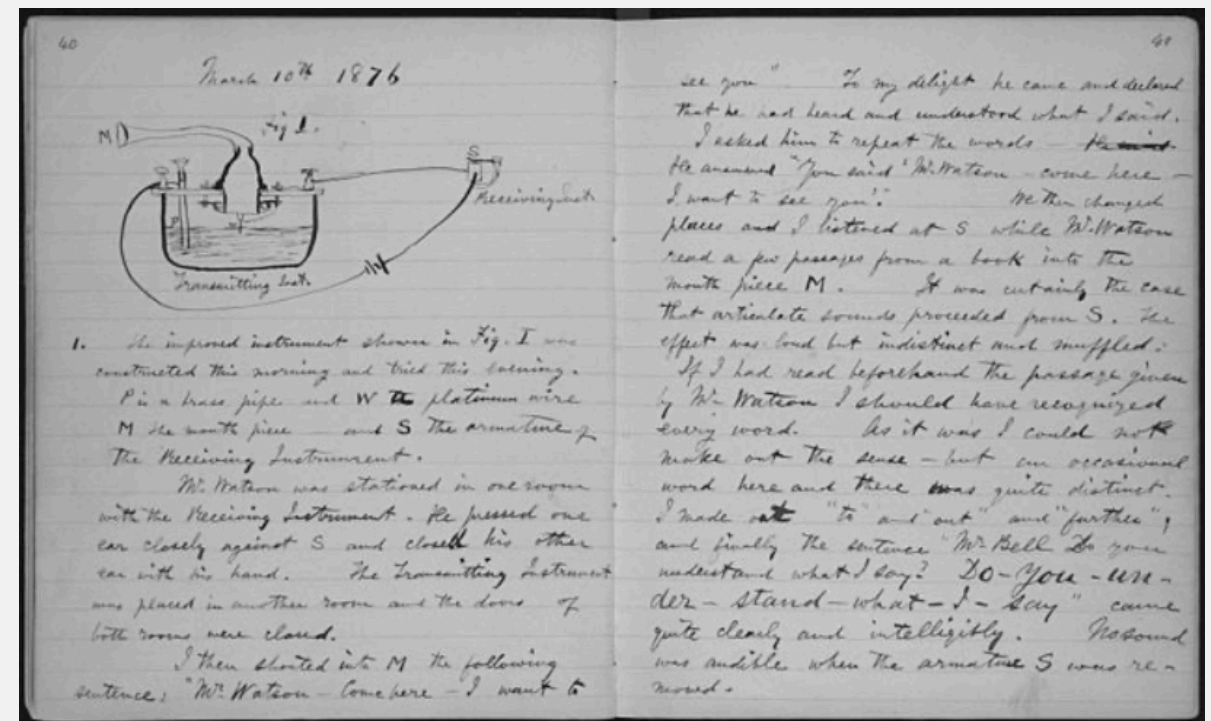 40
March 10th 1876
Fig I.
M
S
Receiving Inst.
P
W
Transmitting Inst.
1. The improved instrument shown in Fig. I was
constructed this morning and tried this evening.
P is a brass pipe and W the platinum wire
M the mouth piece and S the armature of
the Receiving Instrument.
Mr. Watson was stationed in one room
with the Receiving Instrument. He pressed one
ear closely against S and closed his other
ear with his hand. The Transmitting Instrument
was placed in another room and the doors of
both rooms were closed.
I then shouted into M the following
sentence: "Mr. Watson – Come here – I want to
41
see you". To my delight he came and declared
that he had heard and understood what I said.
I asked him to repeat the words –
He answered "You said 'Mr. Watson – come here –
I want to see you'." We then changed
places and I listened at S while Mr. Watson
read a few passages from a book into the
mouth piece M. It was certainly the case
that articulate sounds proceeded from S. The
effect was loud but indistinct and muffled.
If I had read beforehand the passage given
by Mr. Watson I should have recognized
every word. As it was I could not
make out the sense – but an occasional
word here and there was quite distinct.
I made out "to" and "out" and "further";
and finally the sentence "Mr. Bell Do you
understand what I say? Do – you – un –
der – stand – what – I – say" came
quite clearly and intelligibly. No sound
was audible when the armature S was re –
moved.